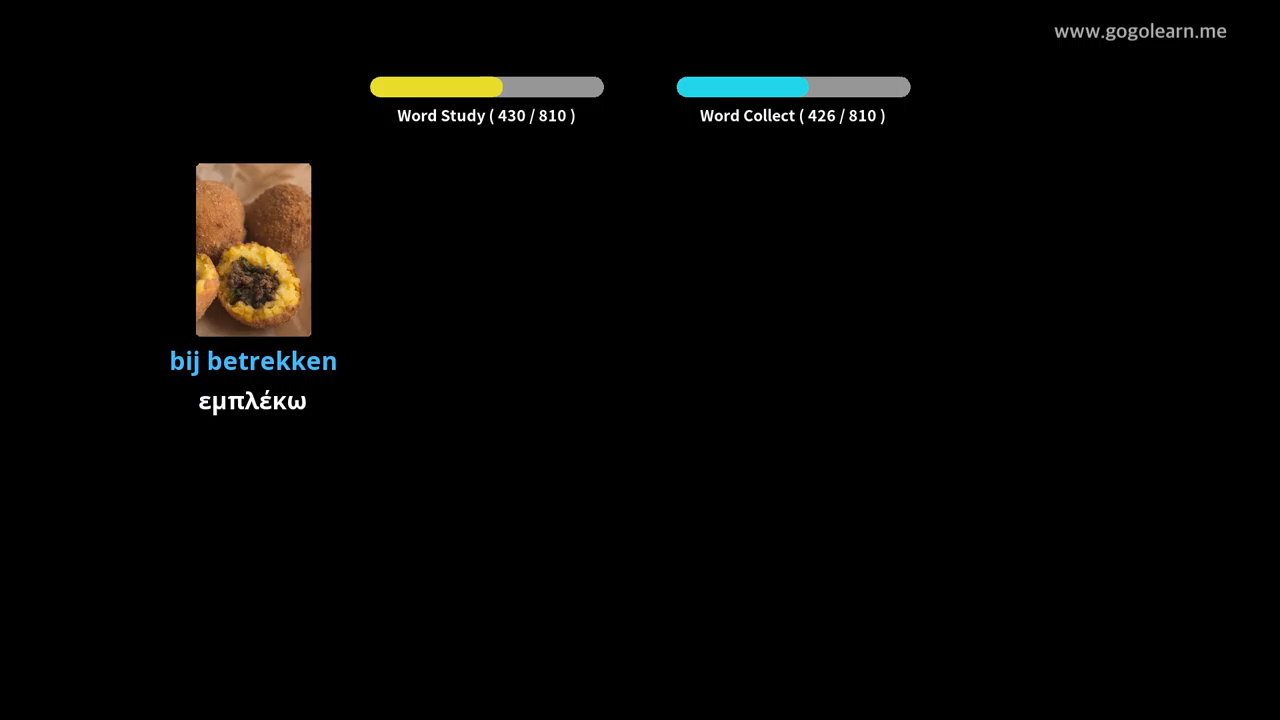 www.gogolearn.me
Word Study ( 430 / 810 )
Word Collect ( 426 / 810 )
bij betrekken
εμπλέκω